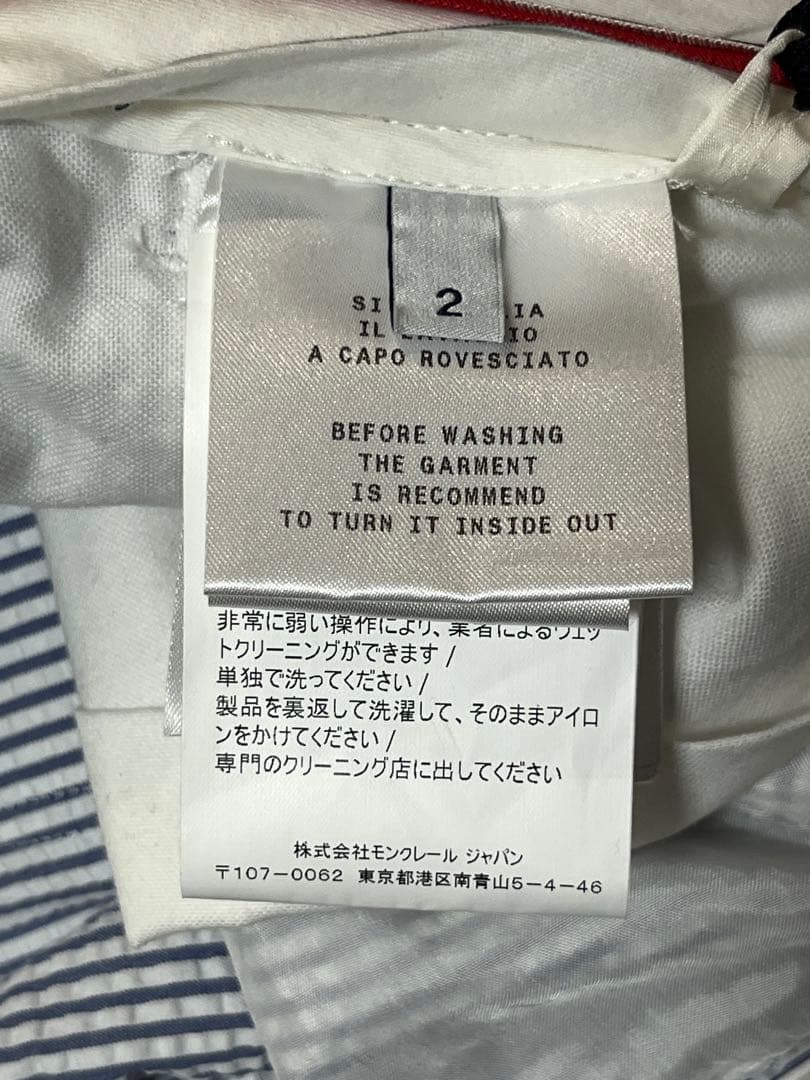 2
SI
IL
A CAPO ROVESCIATO
BEFORE WASHING
THE GARMENT
IS RECOMMEND
TO TURN IT INSIDE OUT
非常に弱い操作により、業者によるウェッ
トクリーニングができます /
単独で洗ってください /
製品を裏返して洗濯して、そのままアイロ
ンをかけてください /
専門のクリーニング店に出してください
株式会社モンクレール ジャパン
〒107-0062 東京都港区南青山5-4-46